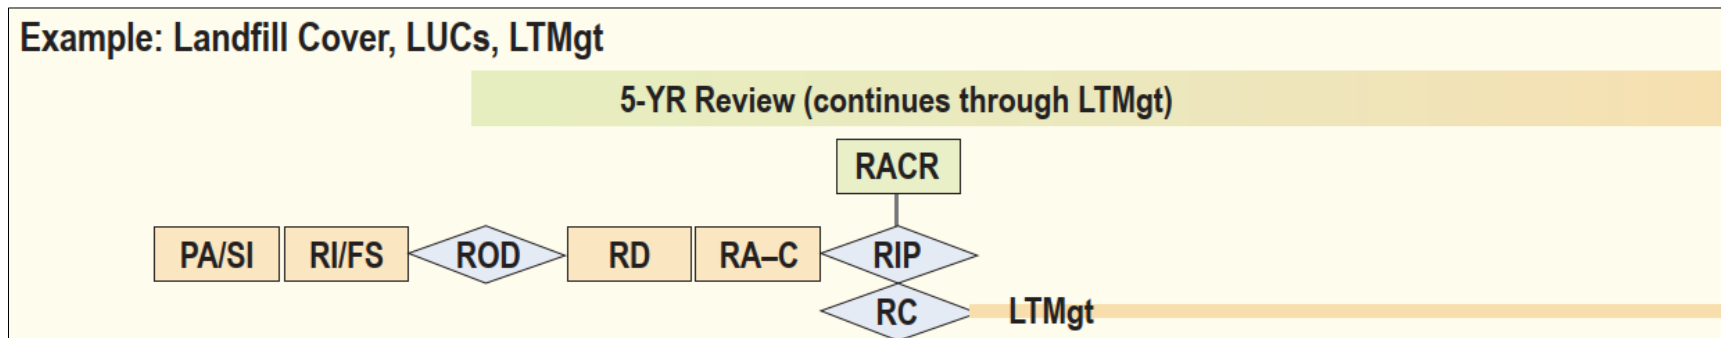 Example: Landfill Cover, LUCs, LTMgt
5-YR Review (continues through LTMgt)
RACR
PA/SI RI/FS ROD RD RA–C RIP
RC LTMgt